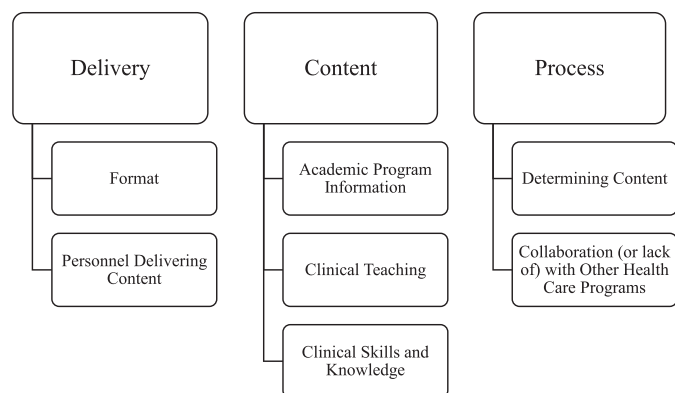 Delivery
Format
Personnel Delivering
Content
Content
Academic Program
Information
Clinical Teaching
Clinical Skills and
Knowledge
Process
Determining Content
Collaboration (or lack
of) with Other Health
Care Programs